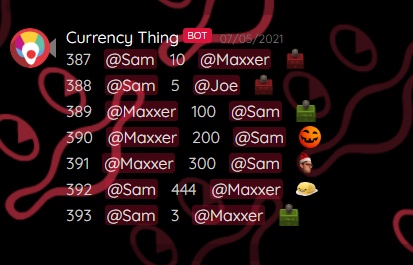 Currency Thing BOT 07/05/2021
387 @Sam 10 @Maxxer
388 @Sam 5 @Joe
389 @Maxxer 100 @Sam
390 @Maxxer 200 @Sam
391 @Maxxer 300 @Sam
392 @Sam 444 @Maxxer
393 @Sam 3 @Maxxer